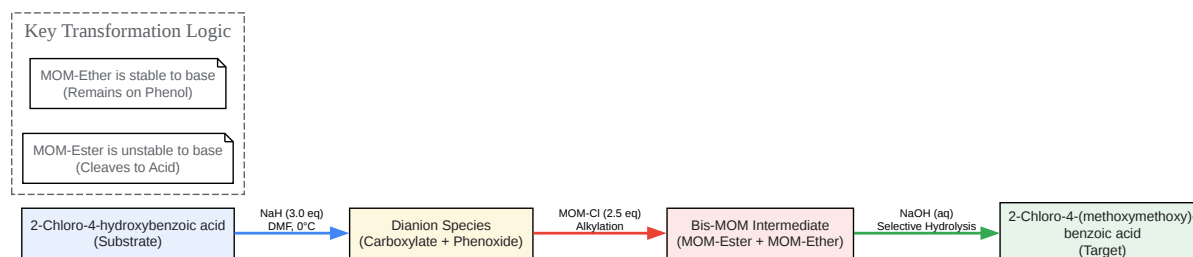 Key Transformation Logic
MOM-Ether is stable to base
(Remains on Phenol)
MOM-Ester is unstable to base
(Cleaves to Acid)
2-Chloro-4-hydroxybenzoic acid
(Substrate)
NaH (3.0 eq)
DMF, 0°C
Dianion Species
(Carboxylate + Phenoxide)
MOM-Cl (2.5 eq)
Alkylation
Bis-MOM Intermediate
(MOM-Ester + MOM-Ether)
NaOH (aq)
Selective Hydrolysis
2-Chloro-4-(methoxymethoxy)-
benzoic acid
(Target)